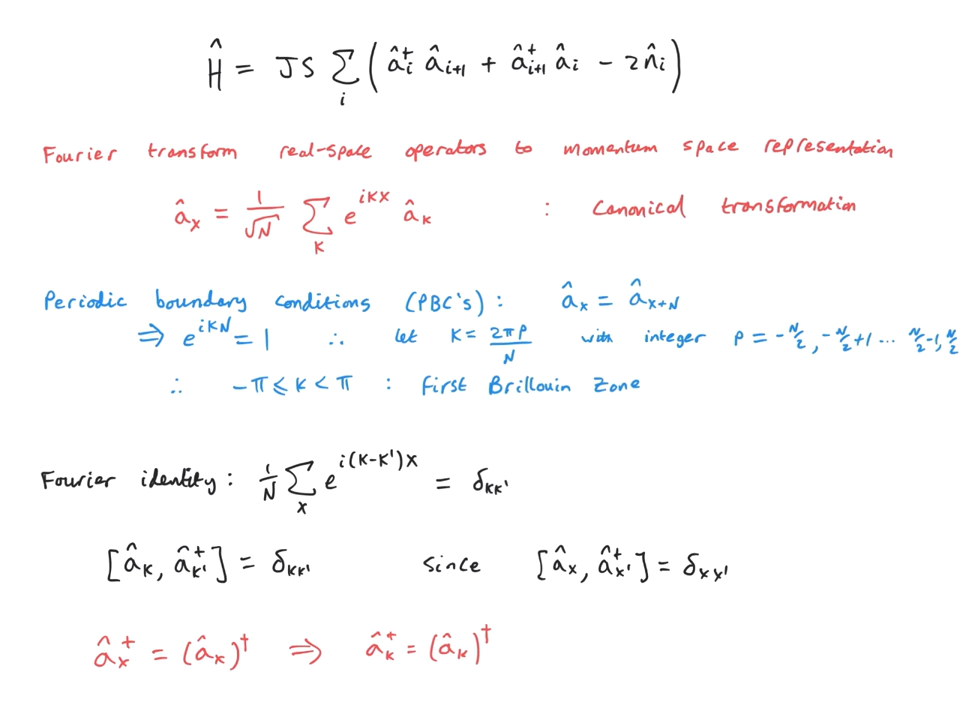 Ĥ = JS Σ_i (â_i^+ â_{i+1} + â_{i+1}^+ â_i - 2n̂_i)
Fourier transform real-space operators to momentum space representation
â_x = 1/√N Σ_K e^{iKx} â_K : Canonical transformation
Periodic boundary conditions (PBC's) : â_x = â_{x+N}
⇒ e^{iKN} = 1 ∴ let K = 2πP/N with integer P = -N/2, -N/2+1 ... N/2-1, N/2
∴ -π ≤ K < π : First Brillouin Zone
Fourier identity : 1/N Σ_x e^{i(K-K')x} = δ_{KK'}
[â_K, â_{K'}^+] = δ_{KK'} since [â_x, â_{x'}^+] = δ_{xx'}
â_x^+ = (â_x)^† ⇒ â_K^+ = (â_K)^†